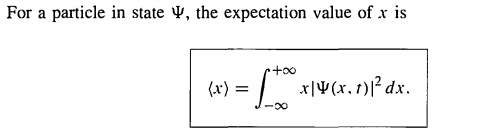 For a particle in state Ψ, the expectation value of x is
⟨x⟩ = ∫_{-∞}^{+∞} x|Ψ(x, t)|² dx.